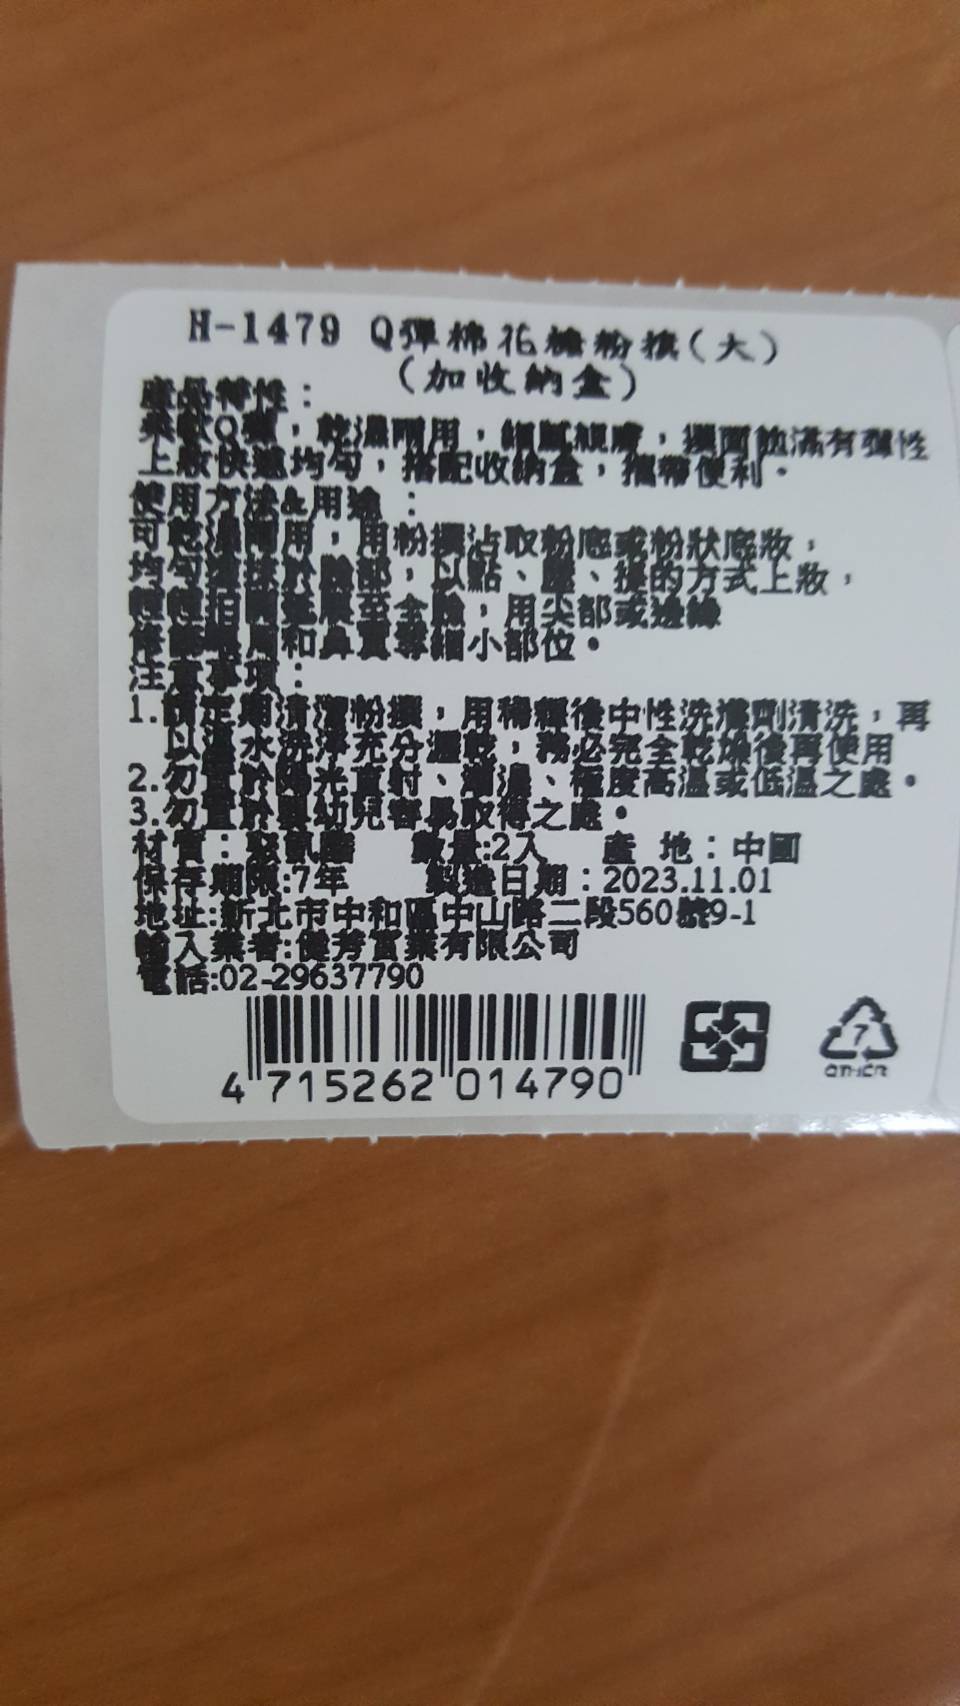 H-1479 Q彈棉花糖粉撲(大)
(加收納盒)
產品特性:
柔軟Q彈,乾濕兩用,細膩親膚,撲面飽滿有彈性
上妝快速均勻,搭配收納盒,攜帶便利。
使用方法&用途:
可乾濕兩用,用粉撲沾取粉底或粉狀底妝,
均勻塗抹於臉部,以點、壓、按的方式上妝,
輕輕拍開延展至全臉,用尖部或邊緣
修飾眼周和鼻翼等細小部位。
注意事項:
1.請定期清潔粉撲,用稀釋後中性洗滌劑清洗,再
以溫水洗淨充分瀝乾,務必完全乾燥後再使用
2.勿置於陽光直射、潮濕、極度高溫或低溫之處。
3.勿置於嬰幼兒容易取得之處。
材質: 數量:2入 產 地:中國
保存期限:7年 製造日期:2023.11.01
地址:新北市中和區中山路二段560號9-1
輸入業者:健芳實業有限公司
電話:02-29637790
4 715262 014790
7
OTHER